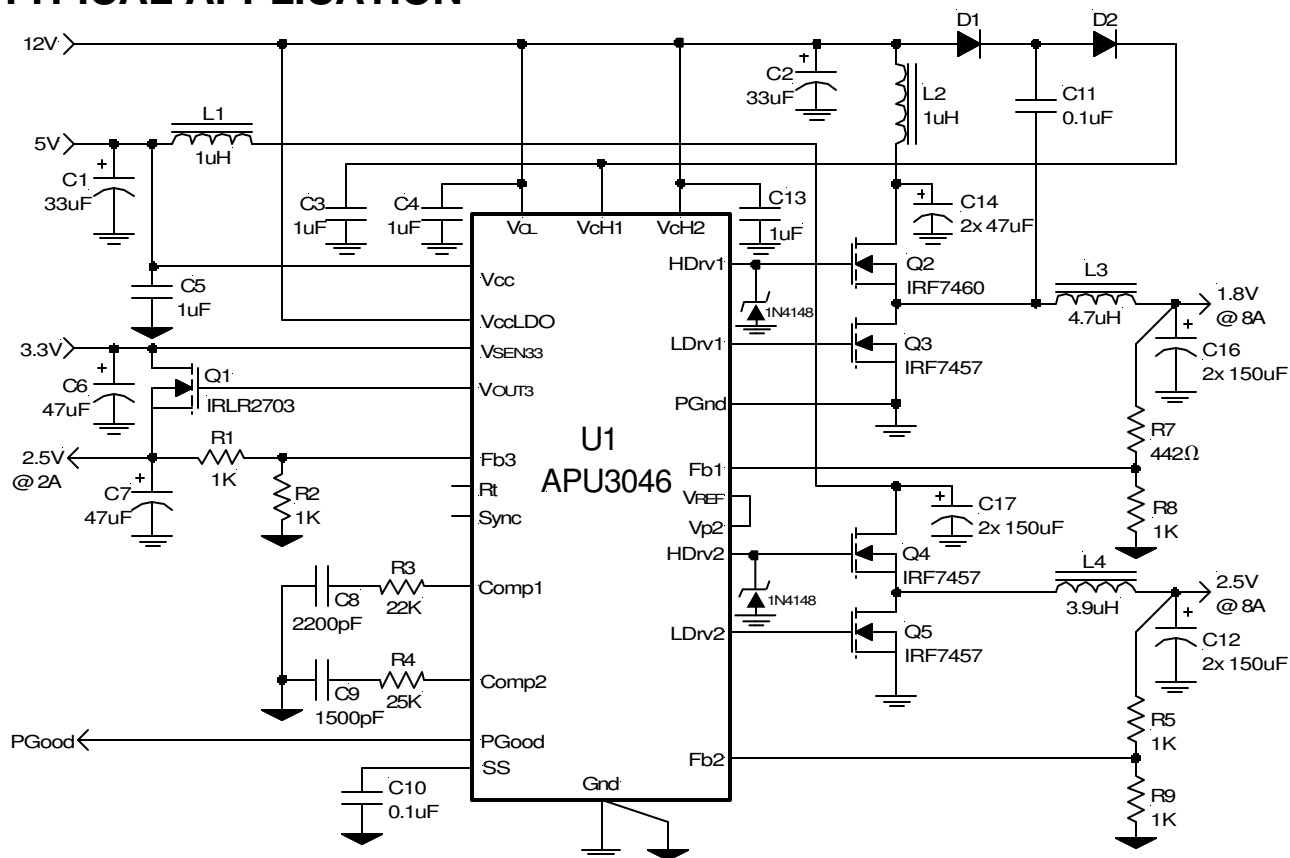 TYPICAL APPLICATION
12V
D1
D2
C2
33uF
L2
1uH
C11
0.1uF
L1
1uH
5V
C1
33uF
C3
1uF
C4
1uF
C13
1uF
C14
2x 47uF
VCL
VcH1
VcH2
C5
1uF
Vcc
HDrv1
Q2
IRF7460
1N4148
L3
4.7uH
1.8V
@ 8A
VccLDO
3.3V
VSEN33
LDrv1
Q3
IRF7457
C16
2x 150uF
C6
47uF
Q1
IRLR2703
VOUT3
PGnd
R7
442Ω
U1
APU3046
2.5V
@ 2A
R1
1K
Fb3
Fb1
C7
47uF
R2
1K
Rt
Sync
VREF
Vp2
C17
2x 150uF
R8
1K
HDrv2
Q4
IRF7457
1N4148
L4
3.9uH
2.5V
@ 8A
C8
2200pF
R3
22K
Comp1
LDrv2
Q5
IRF7457
C12
2x 150uF
C9
1500pF
R4
25K
Comp2
R5
1K
PGood
PGood
Fb2
SS
C10
0.1uF
Gnd
R9
1K